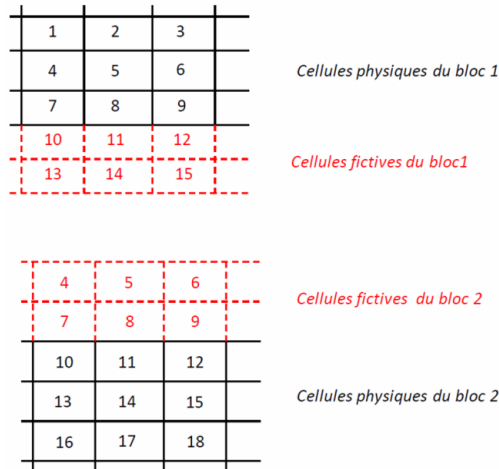 1 2 3
4 5 6
Cellules physiques du bloc 1
7 8 9
10 11 12
Cellules fictives du bloc1
13 14 15
4 5 6
Cellules fictives du bloc 2
7 8 9
10 11 12
13 14 15
Cellules physiques du bloc 2
16 17 18